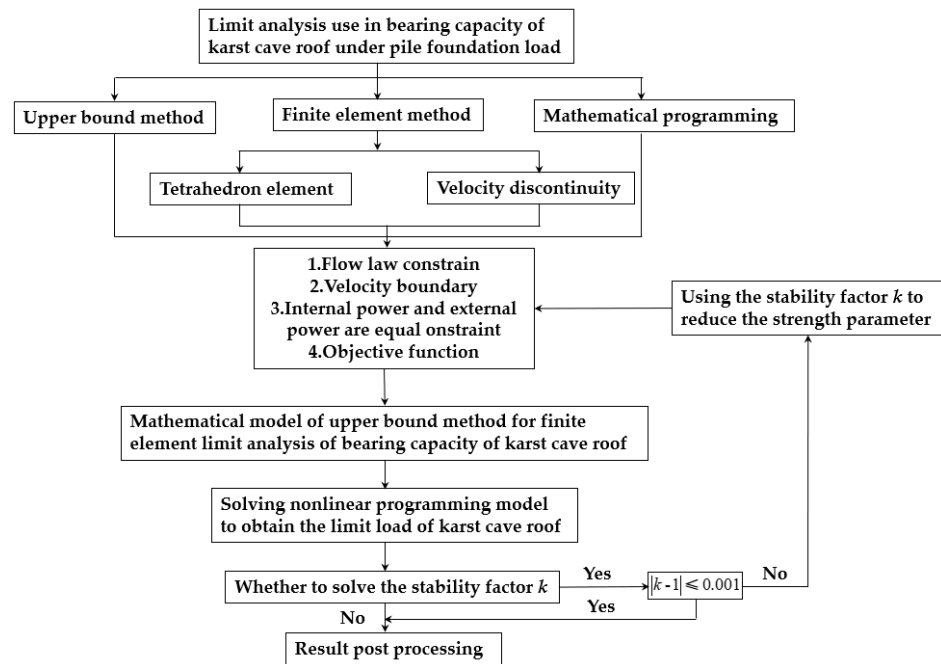 Limit analysis use in bearing capacity of
karst cave roof under pile foundation load
Upper bound method
Finite element method
Mathematical programming
Tetrahedron element
Velocity discontinuity
1.Flow law constrain
2.Velocity boundary
3.Internal power and external
power are equal onstraint
4.Objective function
Using the stability factor k to
reduce the strength parameter
Mathematical model of upper bound method for finite
element limit analysis of bearing capacity of karst cave roof
Solving nonlinear programming model
to obtain the limit load of karst cave roof
Whether to solve the stability factor k
Yes
|k-1|≤0.001
No
Yes
No
Result post processing